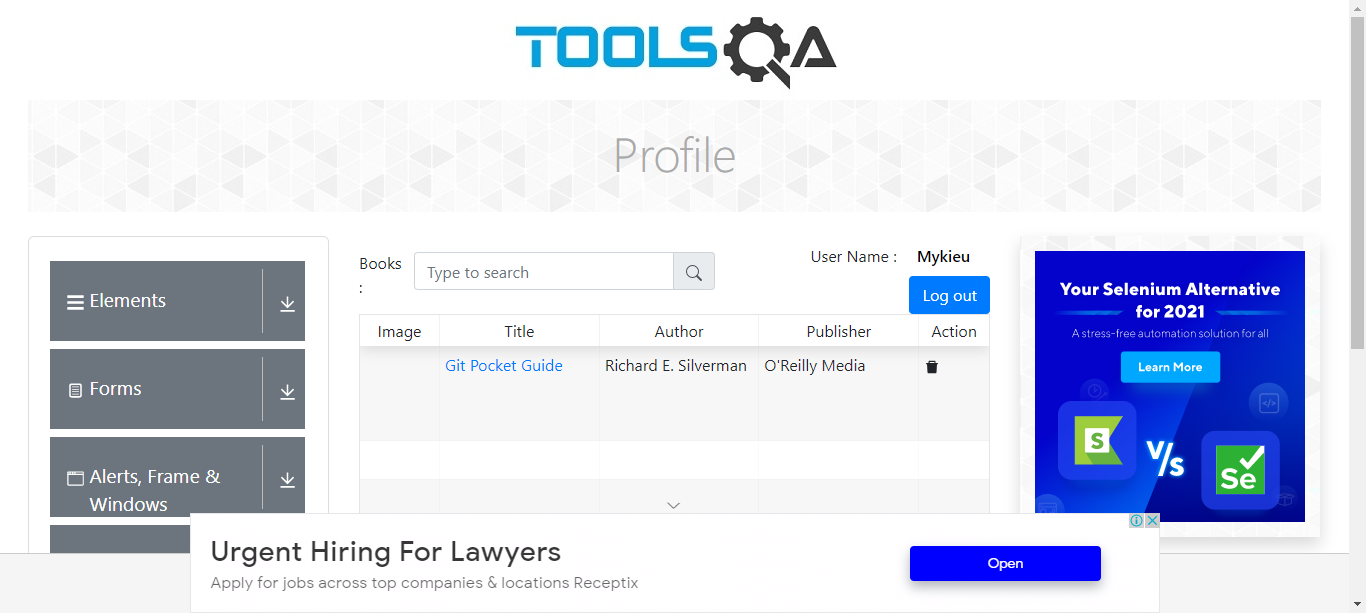 TOOLSQA
Profile
Elements
Forms
Alerts, Frame &
Windows
Books
:
Type to search
User Name :
Mykieu
Log out
Image Title Author Publisher Action
Git Pocket Guide Richard E. Silverman O'Reilly Media
Your Selenium Alternative
for 2021
A stress-free automation solution for all
Learn More
S
V/s
Se
Urgent Hiring For Lawyers
Apply for jobs across top companies & locations Receptix
Open